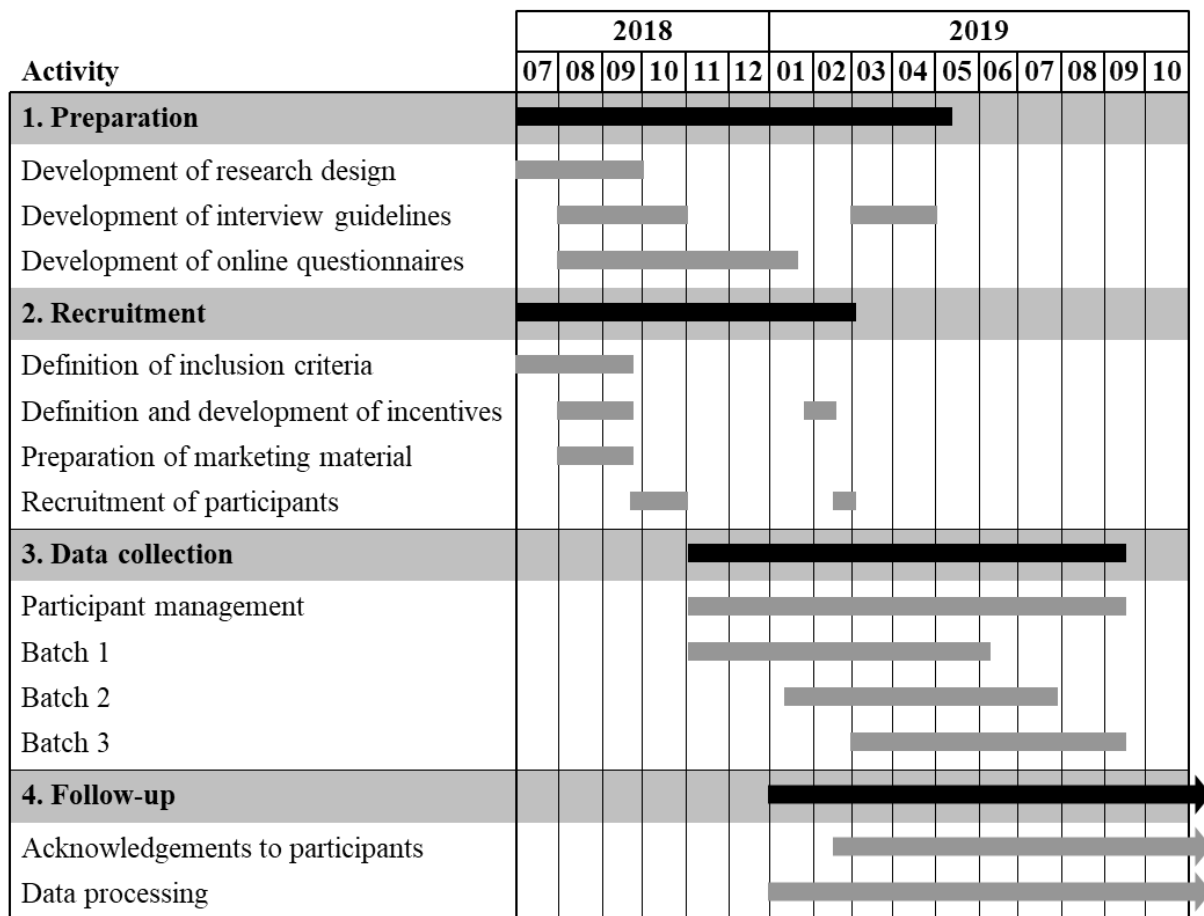 2018 2019
Activity 07 08 09 10 11 12 01 02 03 04 05 06 07 08 09 10
1. Preparation
Development of research design
Development of interview guidelines
Development of online questionnaires
2. Recruitment
Definition of inclusion criteria
Definition and development of incentives
Preparation of marketing material
Recruitment of participants
3. Data collection
Participant management
Batch 1
Batch 2
Batch 3
4. Follow-up
Acknowledgements to participants
Data processing